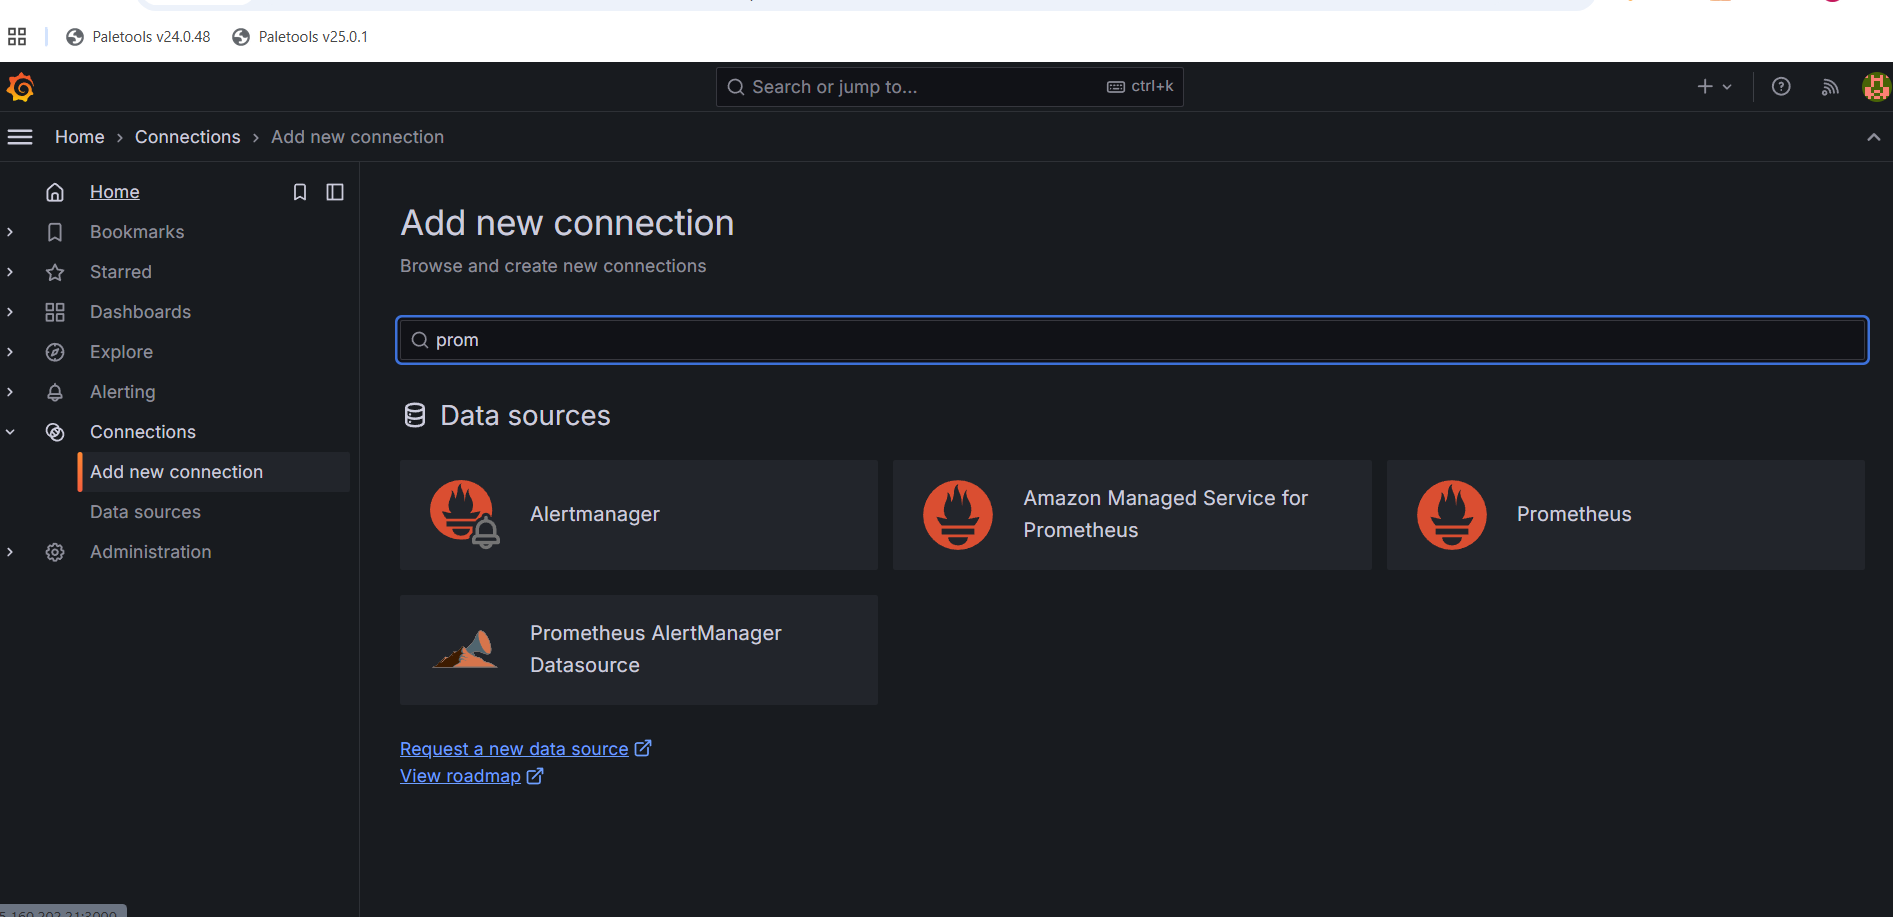 Paletools v24.0.48
Paletools v25.0.1
Search or jump to...
ctrl+k
Home
Connections
Add new connection
Home
Bookmarks
Starred
Dashboards
Explore
Alerting
Connections
Add new connection
Data sources
Administration
Add new connection
Browse and create new connections
prom
Data sources
Alertmanager
Amazon Managed Service for
Prometheus
Prometheus
Prometheus AlertManager
Datasource
Request a new data source
View roadmap